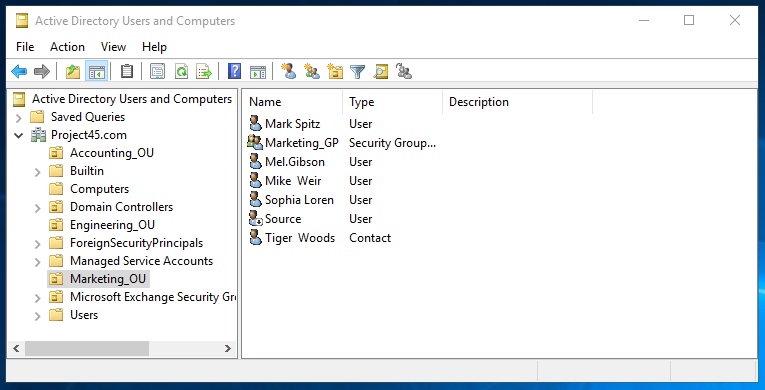 Active Directory Users and Computers
File Action View Help
Active Directory Users and Computers
Saved Queries
Project45.com
Accounting_OU
Builtin
Computers
Domain Controllers
Engineering_OU
ForeignSecurityPrincipals
Managed Service Accounts
Marketing_OU
Microsoft Exchange Security Gr
Users
Name Type Description
Mark Spitz User
Marketing_GP Security Group...
Mel.Gibson User
Mike Weir User
Sophia Loren User
Source User
Tiger Woods Contact